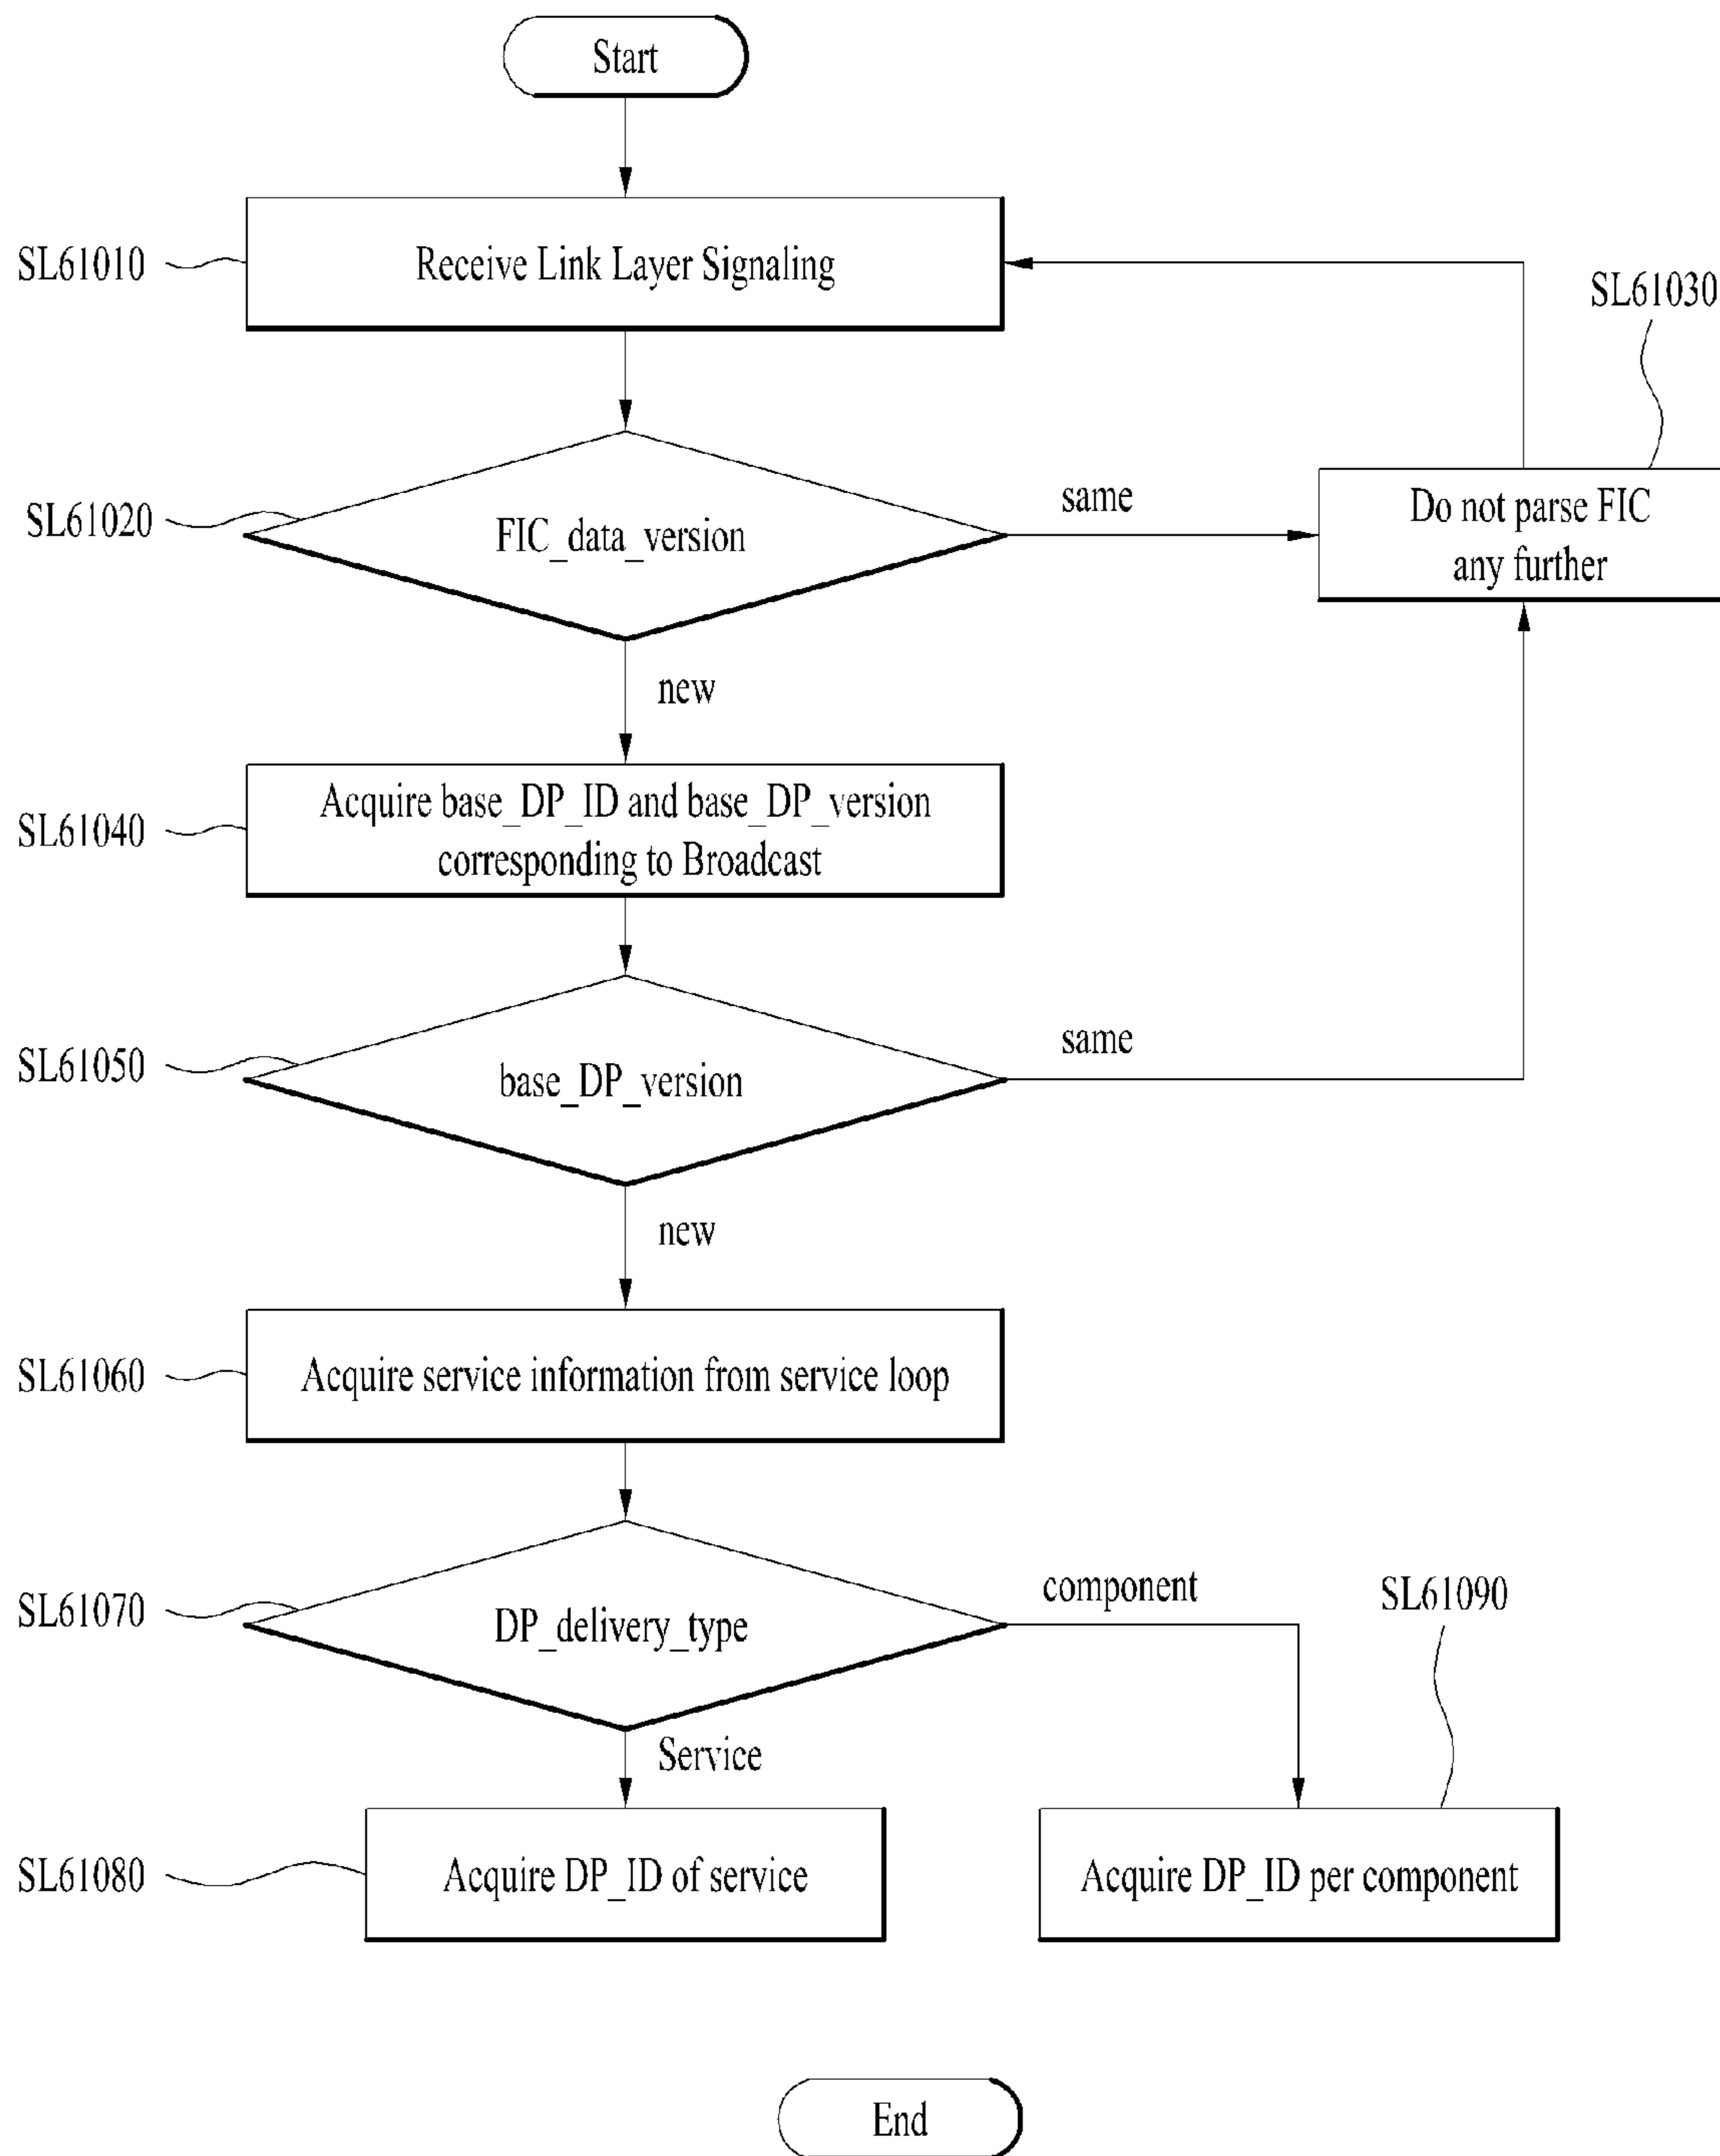 Start
SL61010
Receive Link Layer Signaling
SL61030
SL61020
FIC_data_version
same
Do not parse FIC
any further
new
SL61040
Acquire base_DP_ID and base_DP_version
corresponding to Broadcast
SL61050
base_DP_version
same
new
SL61060
Acquire service information from service loop
SL61070
DP_delivery_type
component
SL61090
Service
SL61080
Acquire DP_ID of service
Acquire DP_ID per component
End